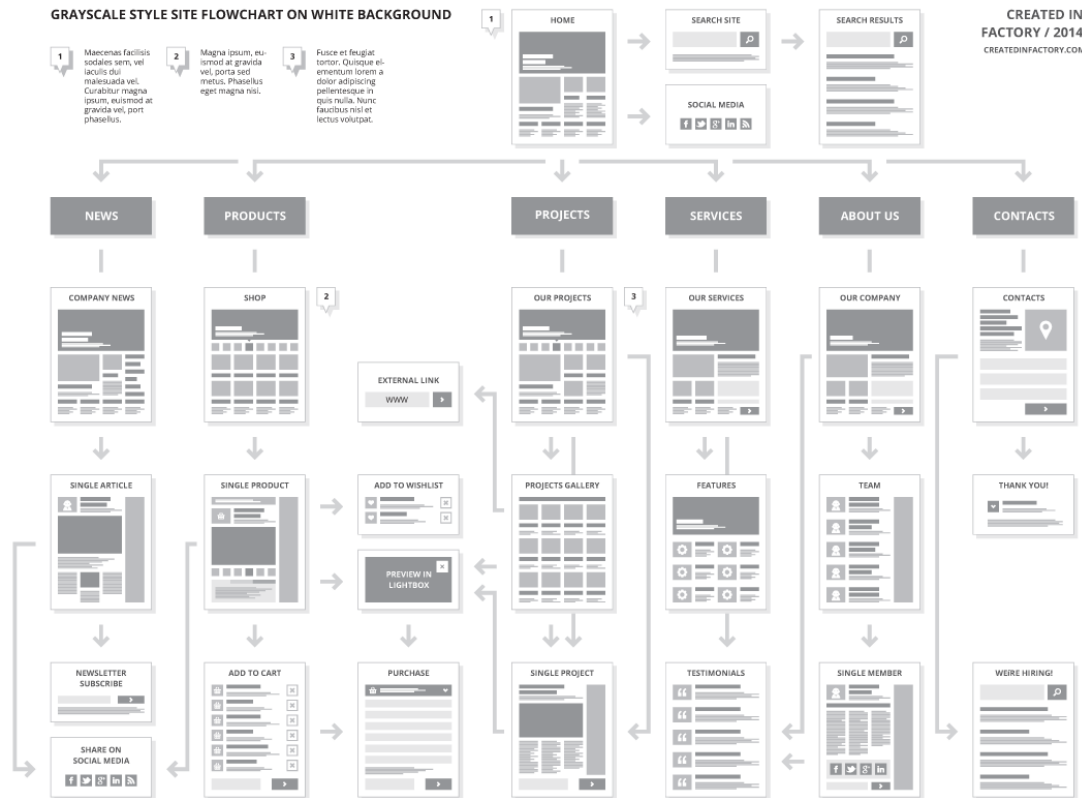 GRAYSCALE STYLE SITE FLOWCHART ON WHITE BACKGROUND
1
Maecenas facilisis
sodales sem, vel
iaculis dui
malesuada vel.
Curabitur magna
ipsum, euismod at
gravida vel, port
phasellus.
2
Magna ipsum, eu-
ismod at gravida
vel, porta sed
metus. Phasellus
eget magna nisi.
3
Fusce et feugiat
tortor. Quisque el-
ementum lorem a
dolor adipiscing
pellentesque in
quis nulla. Nunc
faucibus nisl et
lectus volutpat.
1
HOME
SEARCH SITE
SEARCH RESULTS
CREATED IN
FACTORY / 2014
CREATEDINFACTORY.COM
SOCIAL MEDIA
NEWS
PRODUCTS
PROJECTS
SERVICES
ABOUT US
CONTACTS
COMPANY NEWS
SHOP
2
OUR PROJECTS
3
OUR SERVICES
OUR COMPANY
CONTACTS
EXTERNAL LINK
WWW
SINGLE ARTICLE
SINGLE PRODUCT
ADD TO WISHLIST
PROJECTS GALLERY
FEATURES
TEAM
THANK YOU!
PREVIEW IN
LIGHTBOX
NEWSLETTER
SUBSCRIBE
ADD TO CART
PURCHASE
SINGLE PROJECT
TESTIMONIALS
SINGLE MEMBER
WEíRE HIRING!
SHARE ON
SOCIAL MEDIA